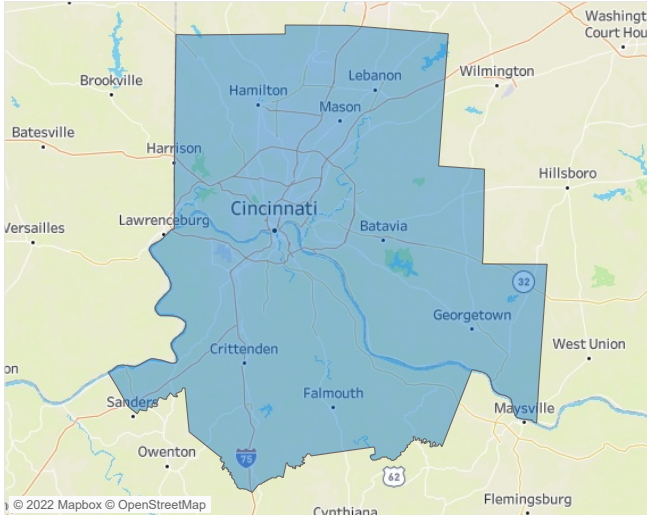 Washingt
Court Hou
Brookville
Lebanon
Wilmington
Hamilton
Mason
Batesville
Harrison
Hillsboro
Cincinnati
Lawrenceburg
Versailles
Batavia
32
Georgetown
West Union
Crittenden
on
Sanders
Falmouth
Maysville
Owenton
75
62
© 2022 Mapbox © OpenStreetMap
Cynthiana
Flemingsburg